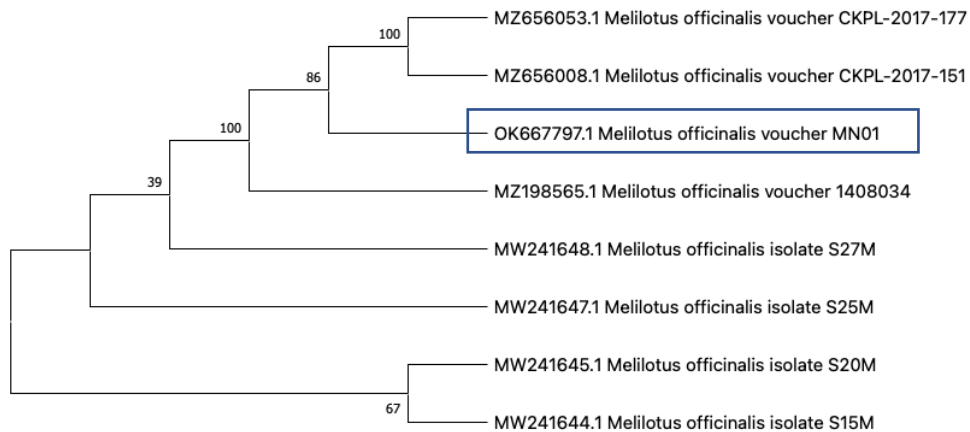 MZ656053.1 Melilotus officinalis voucher CKPL-2017-177
100
MZ656008.1 Melilotus officinalis voucher CKPL-2017-151
86
OK667797.1 Melilotus officinalis voucher MN01
100
MZ198565.1 Melilotus officinalis voucher 1408034
39
MW241648.1 Melilotus officinalis isolate S27M
MW241647.1 Melilotus officinalis isolate S25M
MW241645.1 Melilotus officinalis isolate S20M
67
MW241644.1 Melilotus officinalis isolate S15M